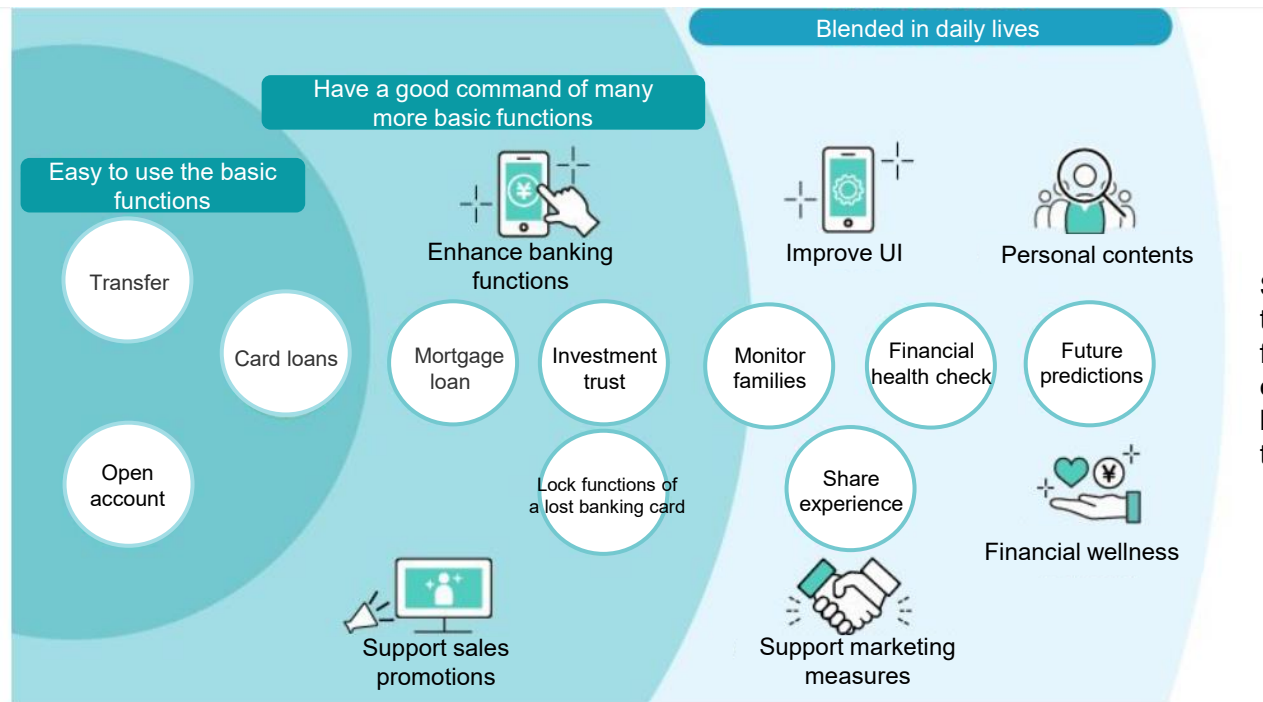 Blended in daily lives
Have a good command of many
more basic functions
Easy to use the basic
functions
Enhance banking
functions
Improve UI
Personal contents
Transfer
Card loans
Mortgage
loan
Investment
trust
Monitor
families
Financial
health check
Future
predictions
Open
account
Lock functions of
a lost banking card
Share
experience
Financial wellness
Support sales
promotions
Support marketing
measures